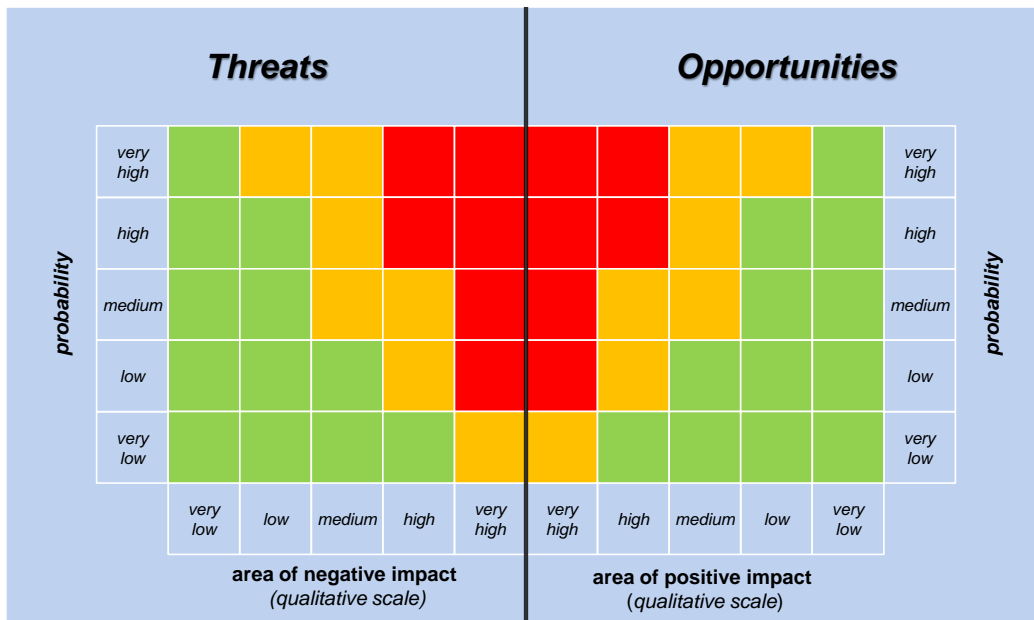 Threats
Opportunities
very
high
very
high
high
high
probability
medium
medium
probability
low
low
very
low
very
low
very
low
low
medium
high
very
high
very
high
high
medium
low
very
low
area of negative impact
(qualitative scale)
area of positive impact
(qualitative scale)